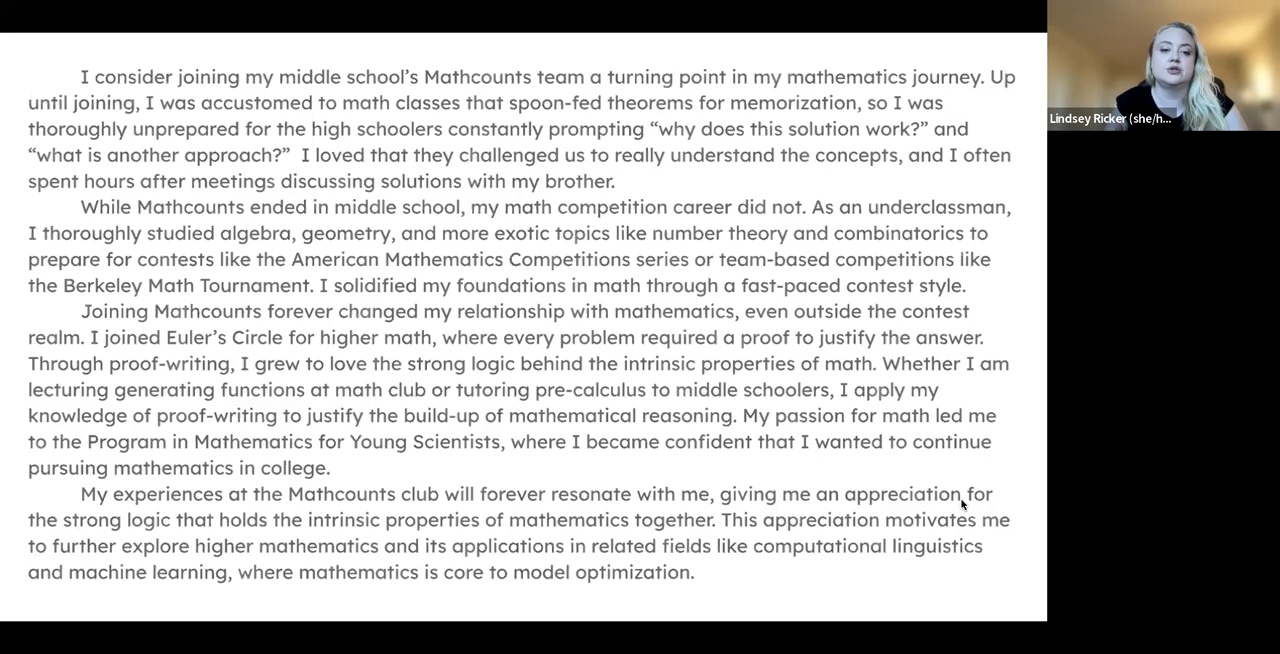 I consider joining my middle school’s Mathcounts team a turning point in my mathematics journey. Up
until joining, I was accustomed to math classes that spoon-fed theorems for memorization, so I was
thoroughly unprepared for the high schoolers constantly prompting “why does this solution work?” and
“what is another approach?”  I loved that they challenged us to really understand the concepts, and I often
spent hours after meetings discussing solutions with my brother.
While Mathcounts ended in middle school, my math competition career did not. As an underclassman,
I thoroughly studied algebra, geometry, and more exotic topics like number theory and combinatorics to
prepare for contests like the American Mathematics Competitions series or team-based competitions like
the Berkeley Math Tournament. I solidified my foundations in math through a fast-paced contest style.
Joining Mathcounts forever changed my relationship with mathematics, even outside the contest
realm. I joined Euler’s Circle for higher math, where every problem required a proof to justify the answer.
Through proof-writing, I grew to love the strong logic behind the intrinsic properties of math. Whether I am
lecturing generating functions at math club or tutoring pre-calculus to middle schoolers, I apply my
knowledge of proof-writing to justify the build-up of mathematical reasoning. My passion for math led me
to the Program in Mathematics for Young Scientists, where I became confident that I wanted to continue
pursuing mathematics in college.
My experiences at the Mathcounts club will forever resonate with me, giving me an appreciation for
the strong logic that holds the intrinsic properties of mathematics together. This appreciation motivates me
to further explore higher mathematics and its applications in related fields like computational linguistics
and machine learning, where mathematics is core to model optimization.
Lindsey Ricker (she/h...